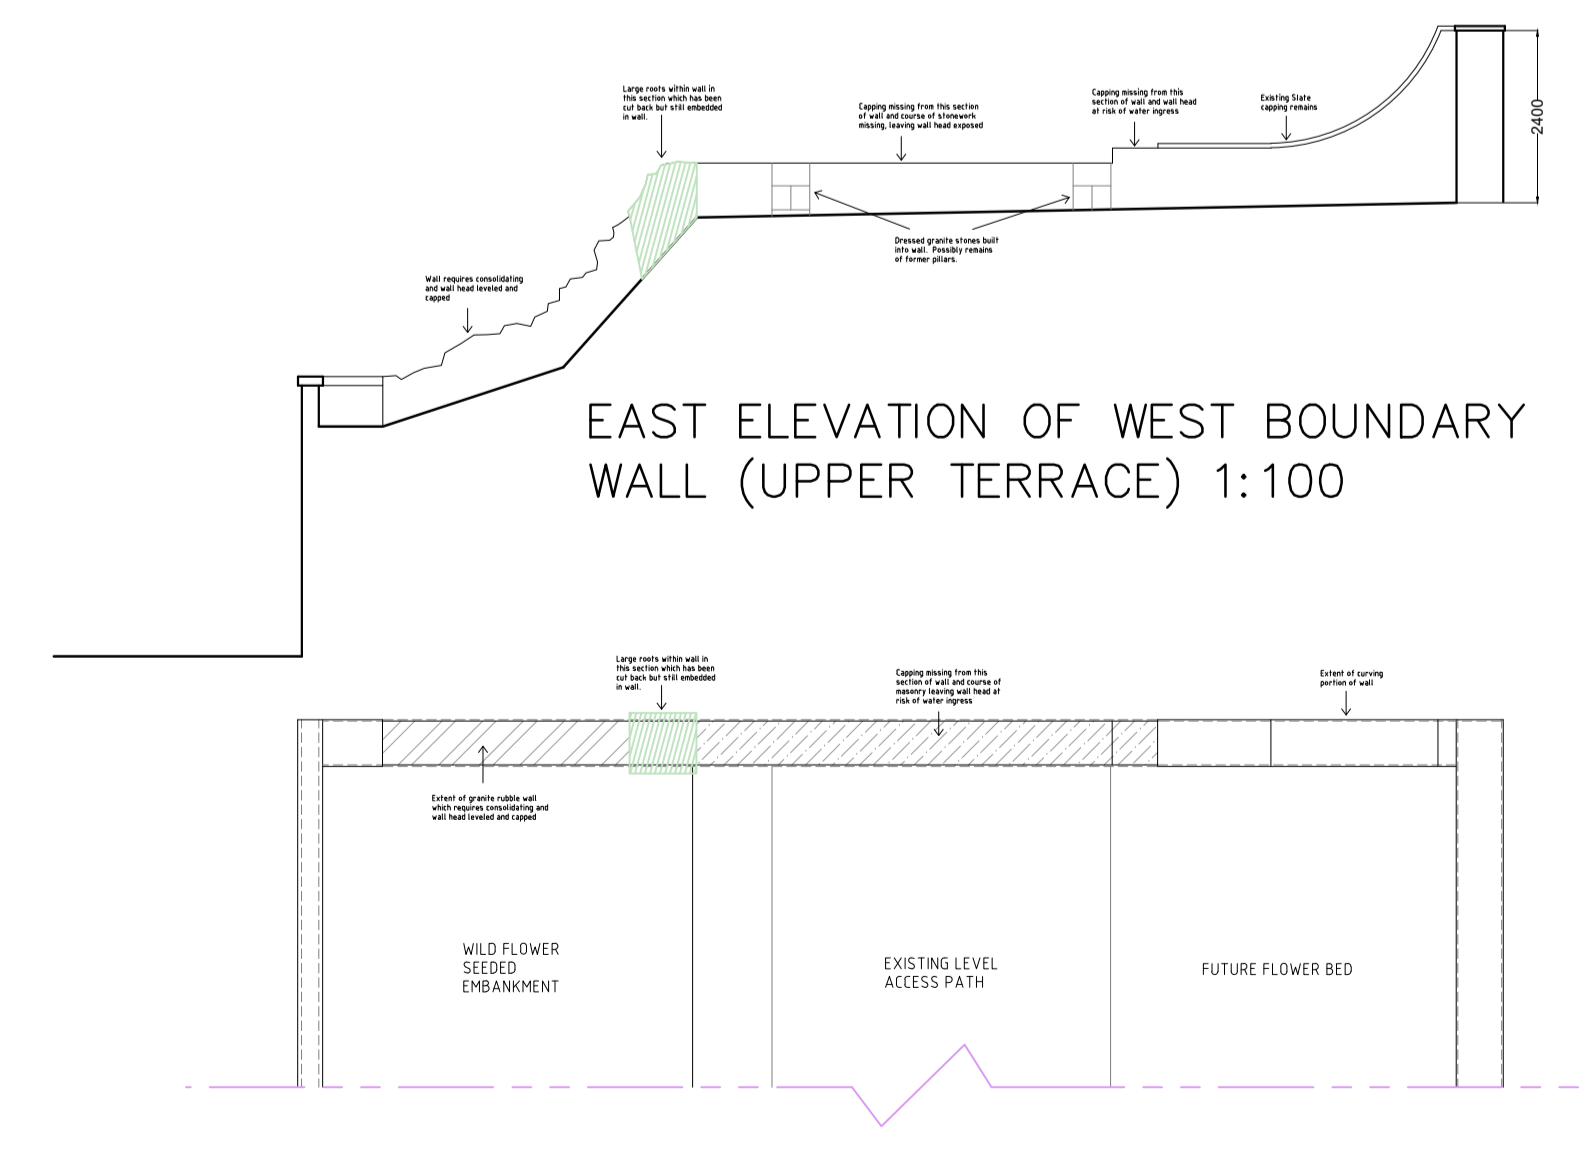 Large roots within wall in
this section which has been
cut back but still embedded
in wall.
Capping missing from this section
of wall and course of stonework
missing, leaving wall head exposed
Capping missing from this
section of wall and wall head
at risk of water ingress
Existing Slate
capping remains
2400
Dressed granite stones built
into wall. Possibly remains
of former pillars.
Wall requires consolidating
and wall head leveled and
capped
EAST ELEVATION OF WEST BOUNDARY
WALL (UPPER TERRACE) 1:100
Large roots within wall in
this section which has been
cut back but still embedded
in wall.
Capping missing from this
section of wall and course of
masonry leaving wall head at
risk of water ingress
Extent of curving
portion of wall
Extent of granite rubble wall
which requires consolidating and
wall head leveled and capped
WILD FLOWER
SEEDED
EMBANKMENT
EXISTING LEVEL
ACCESS PATH
FUTURE FLOWER BED